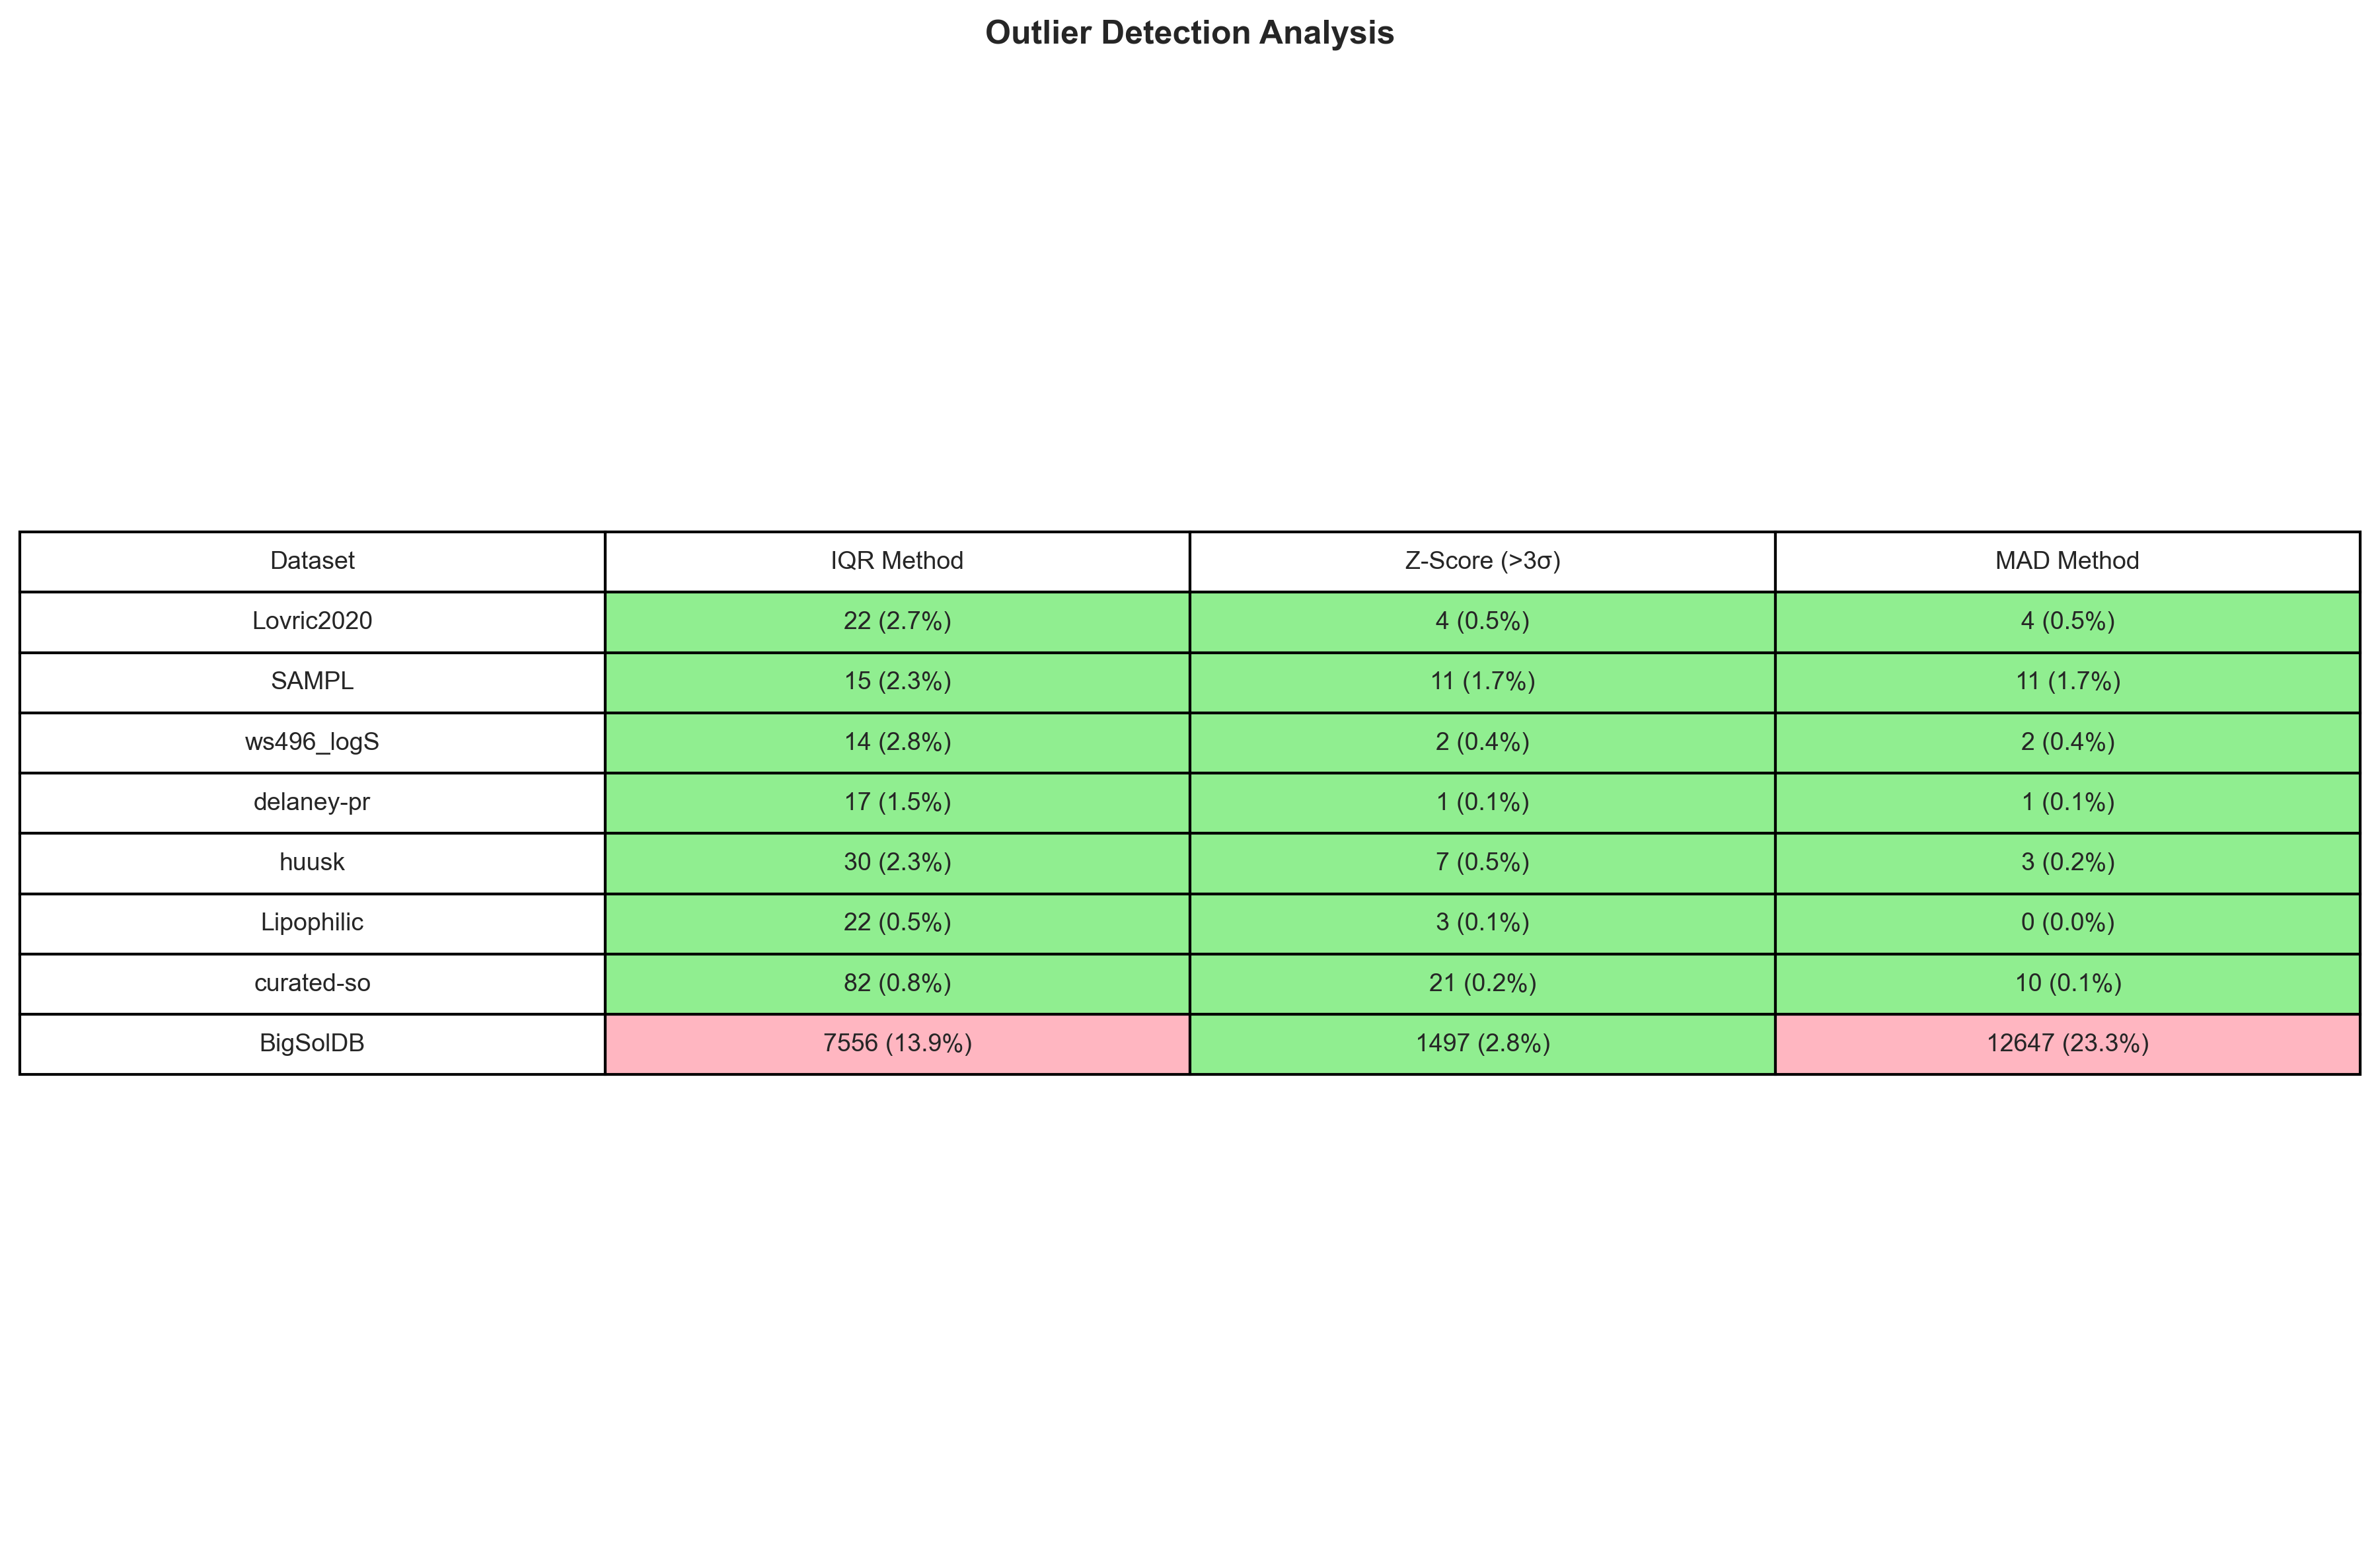 Outlier Detection Analysis
Dataset IQR Method Z-Score (>3σ) MAD Method
Lovric2020 22 (2.7%) 4 (0.5%) 4 (0.5%)
SAMPL 15 (2.3%) 11 (1.7%) 11 (1.7%)
ws496_logS 14 (2.8%) 2 (0.4%) 2 (0.4%)
delaney-pr 17 (1.5%) 1 (0.1%) 1 (0.1%)
huusk 30 (2.3%) 7 (0.5%) 3 (0.2%)
Lipophilic 22 (0.5%) 3 (0.1%) 0 (0.0%)
curated-so 82 (0.8%) 21 (0.2%) 10 (0.1%)
BigSolDB 7556 (13.9%) 1497 (2.8%) 12647 (23.3%)